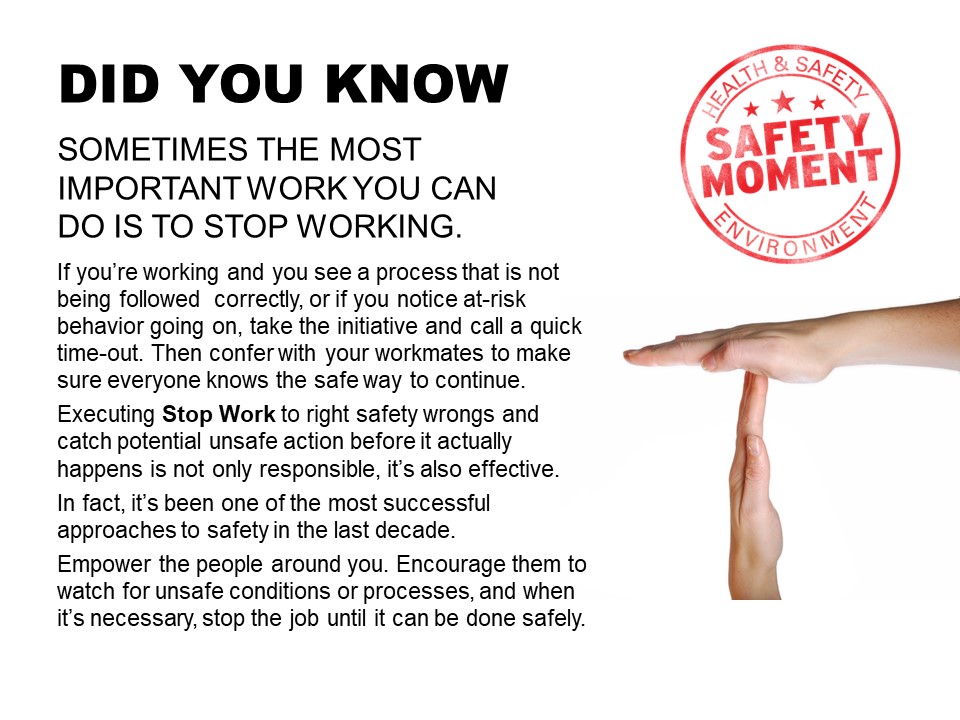 DID YOU KNOW
SOMETIMES THE MOST
IMPORTANT WORK YOU CAN
DO IS TO STOP WORKING.
If you’re working and you see a process that is not
being followed  correctly, or if you notice at-risk
behavior going on, take the initiative and call a quick
time-out. Then confer with your workmates to make
sure everyone knows the safe way to continue.
Executing Stop Work to right safety wrongs and
catch potential unsafe action before it actually
happens is not only responsible, it’s also effective.
In fact, it’s been one of the most successful
approaches to safety in the last decade.
Empower the people around you. Encourage them to
watch for unsafe conditions or processes, and when
it’s necessary, stop the job until it can be done safely.
HEALTH & SAFETY
SAFETY
MOMENT
ENVIRONMENT